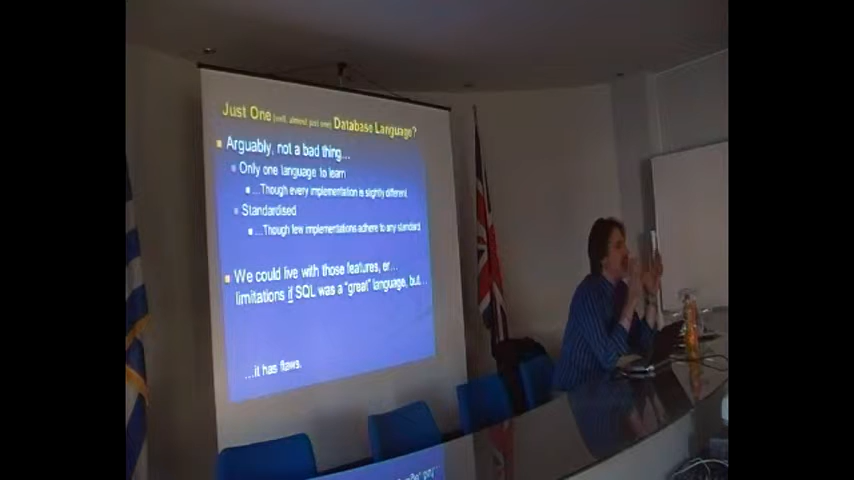 Just One (well, almost just one) Database Language?
Arguably, not a bad thing…
Only one language to learn
…Though every implementation is slightly different
Standardised
…Though few implementations adhere to any standard
We could live with those features, er…
limitations if SQL was a "great" language, but…
…it has flaws.